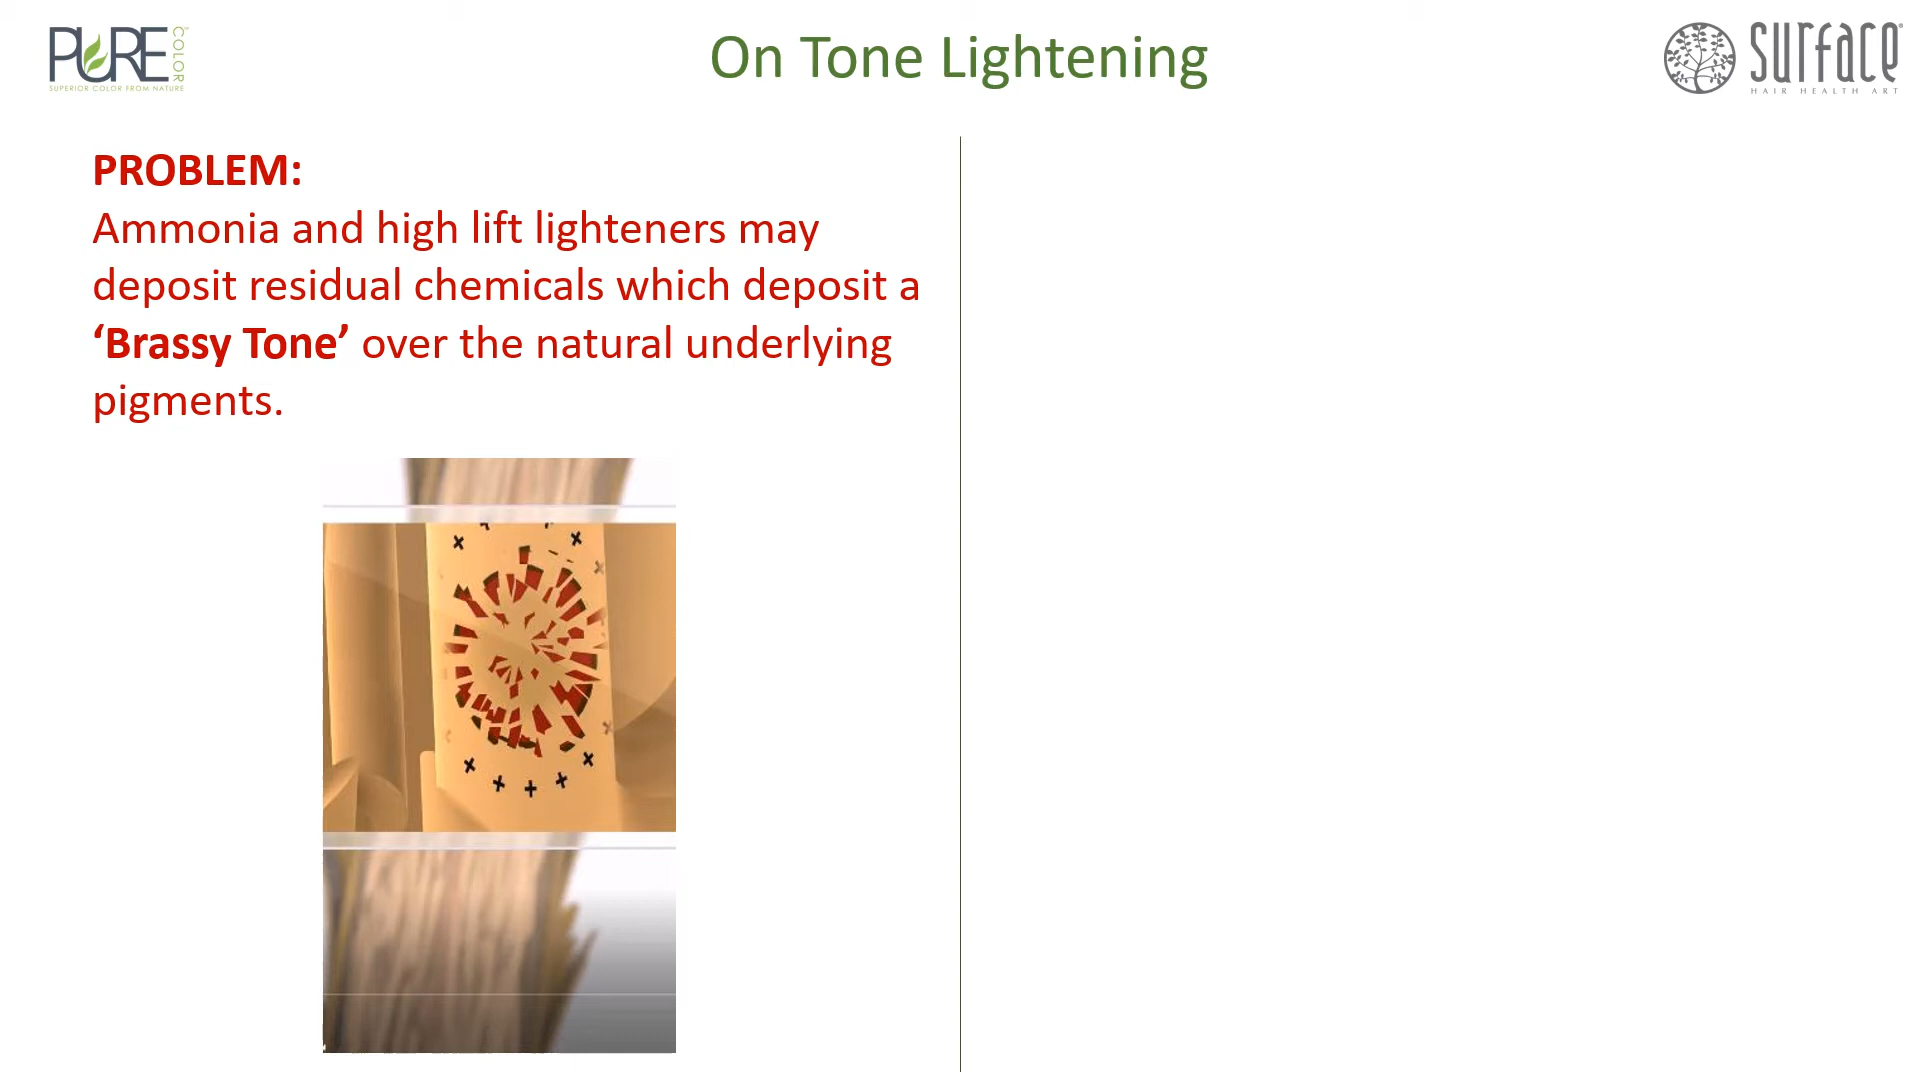 PURE COLOR
SUPERIOR COLOR FROM NATURE
On Tone Lightening
surface
HAIR HEALTH ART
PROBLEM:
Ammonia and high lift lighteners may
deposit residual chemicals which deposit a
‘Brassy Tone’ over the natural underlying
pigments.